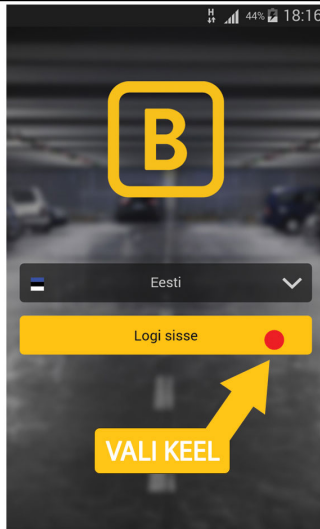 H
44% 18:16
B
Eesti
Logi sisse
VALI KEEL